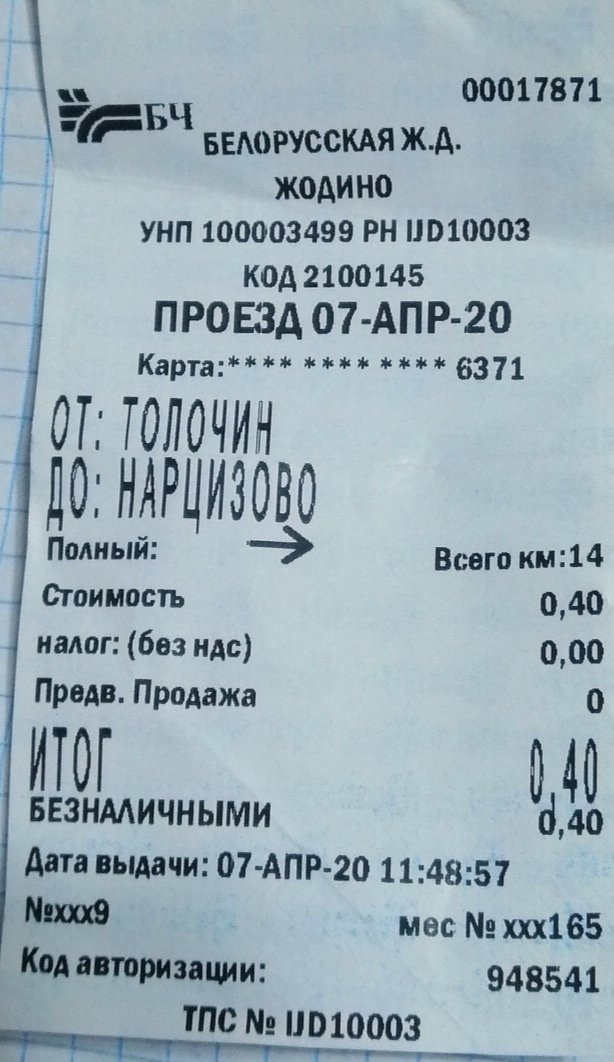 00017871
БЧ
БЕЛОРУССКАЯ Ж.Д.
ЖОДИНО
УНП 100003499 РН IJD10003
КОД 2100145
ПРОЕЗД 07-АПР-20
Карта:**** **** **** 6371
ОТ: ТОЛОЧИН
ДО: НАРЦИЗОВО
Полный: → Всего км:14
Стоимость 0,40
налог: (без ндс) 0,00
Предв. Продажа 0
ИТОГ 0,40
БЕЗНАЛИЧНЫМИ 0,40
Дата выдачи: 07-АПР-20 11:48:57
№xxx9 мес № xxx165
Код авторизации: 948541
ТПС № IJD10003